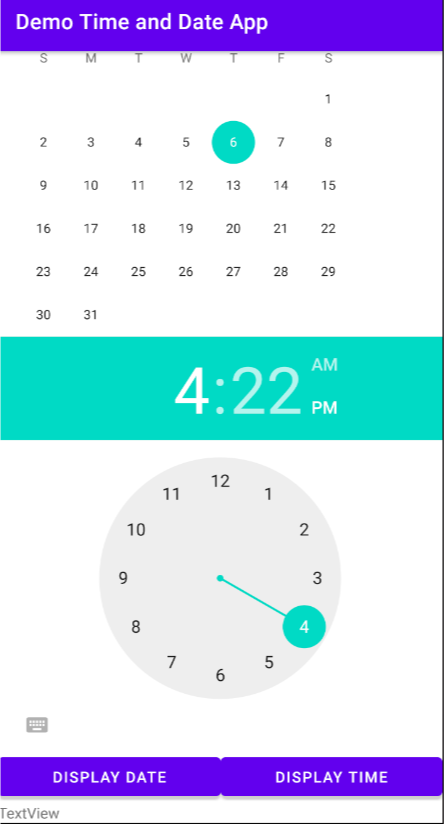 Demo Time and Date App
S M T W T F S
1
2 3 4 5 6 7 8
9 10 11 12 13 14 15
16 17 18 19 20 21 22
23 24 25 26 27 28 29
30 31
4:22 AM
PM
12
11 1
10 2
9 3
8 4
7 5
6
DISPLAY DATE DISPLAY TIME
TextView